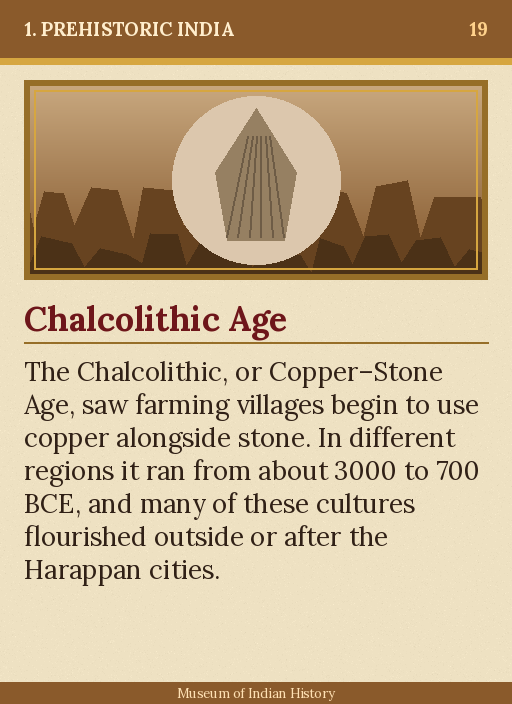 1. PREHISTORIC INDIA
19
Chalcolithic Age
The Chalcolithic, or Copper–Stone
Age, saw farming villages begin to use
copper alongside stone. In different
regions it ran from about 3000 to 700
BCE, and many of these cultures
flourished outside or after the
Harappan cities.
Museum of Indian History